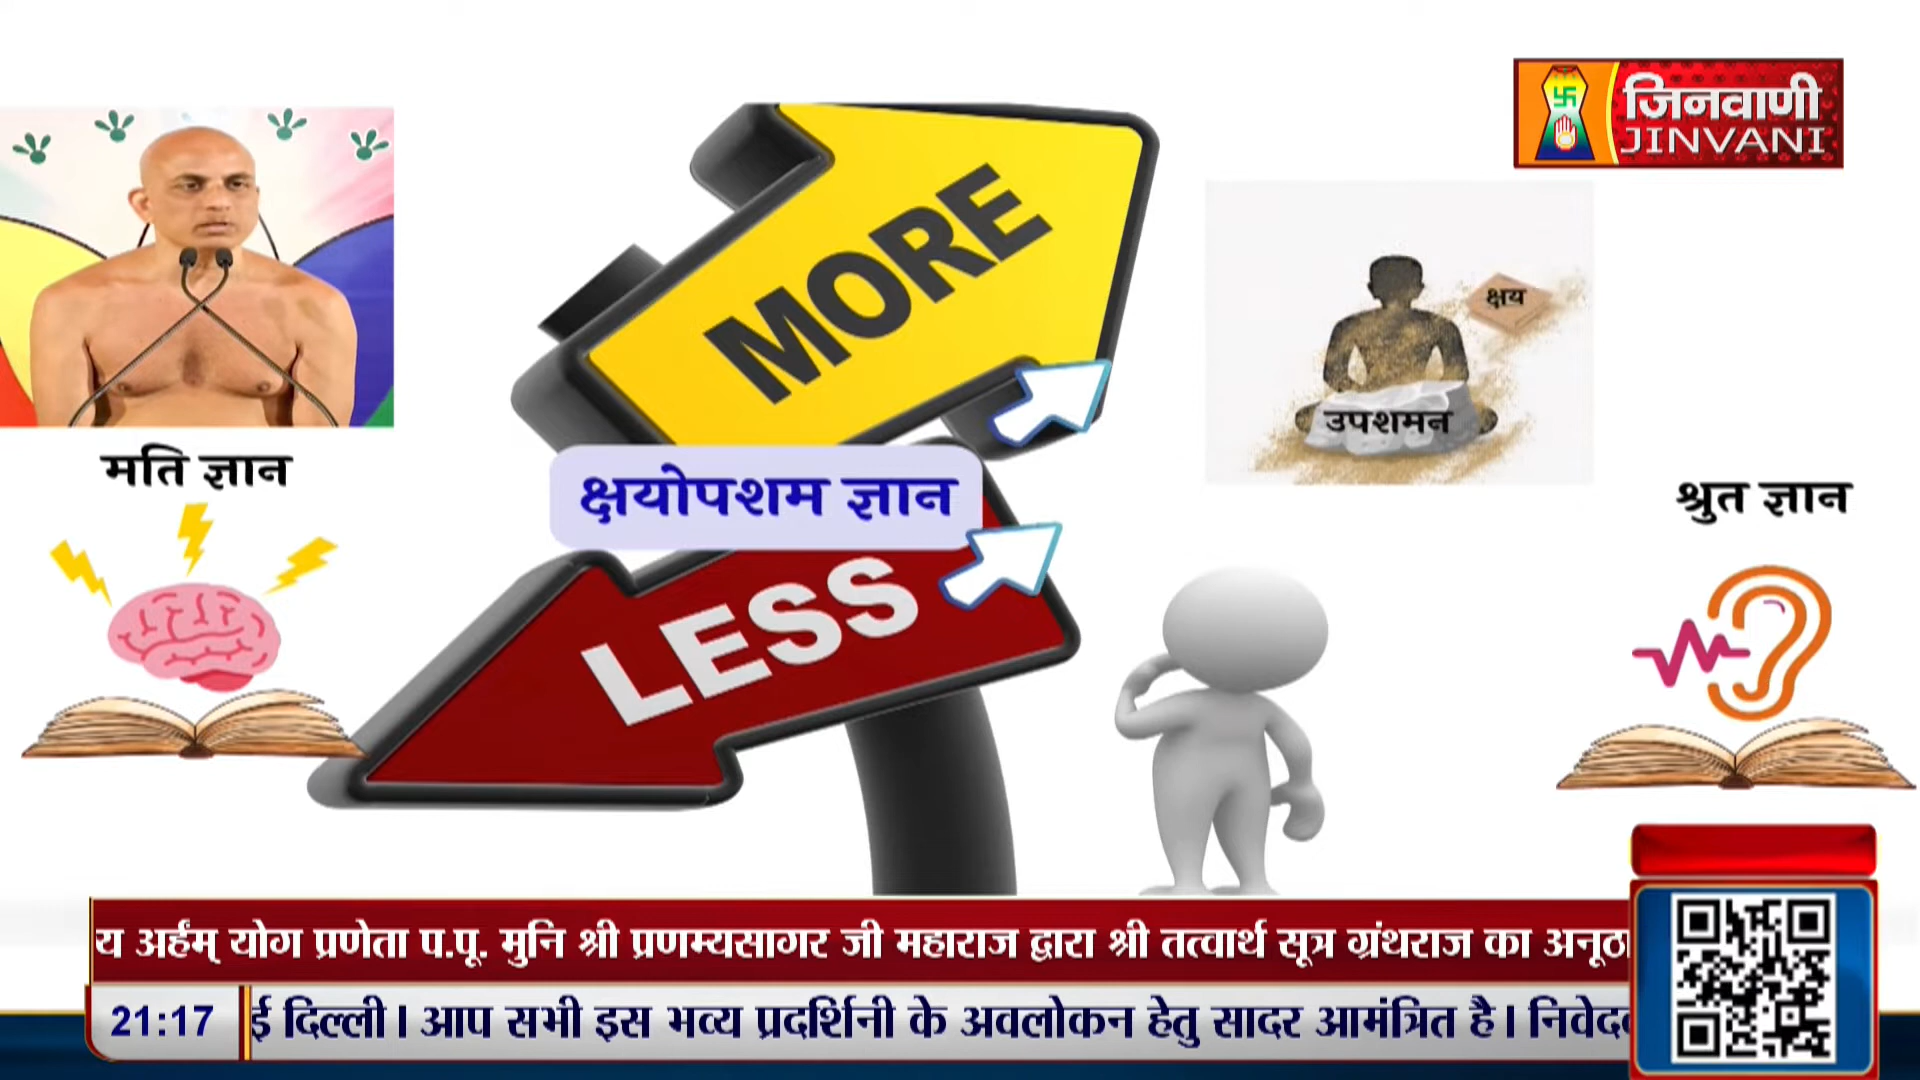 जिनवाणी
JINVANI
MORE
क्षय
उपशमन
मति ज्ञान
क्षयोपशम ज्ञान
श्रुत ज्ञान
LESS
य अर्हंम् योग प्रणेता प.पू. मुनि श्री प्रणम्यसागर जी महाराज द्वारा श्री तत्वार्थ सूत्र ग्रंथराज का अनूठा
21:17
ई दिल्ली। आप सभी इस भव्य प्रदर्शिनी के अवलोकन हेतु सादर आमंत्रित है। निवेद